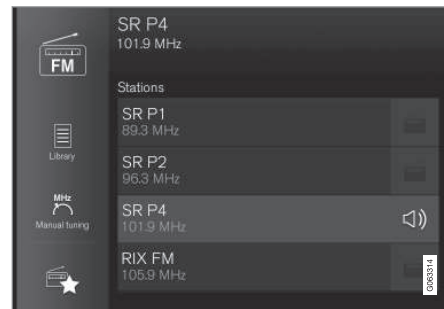 SR P4
101.9 MHz
FM
Stations
SR P1
89.3 MHz
Library
SR P2
96.3 MHz
MHz
Manual tuning
SR P4
101.9 MHz
RIX FM
105.9 MHz
G063314